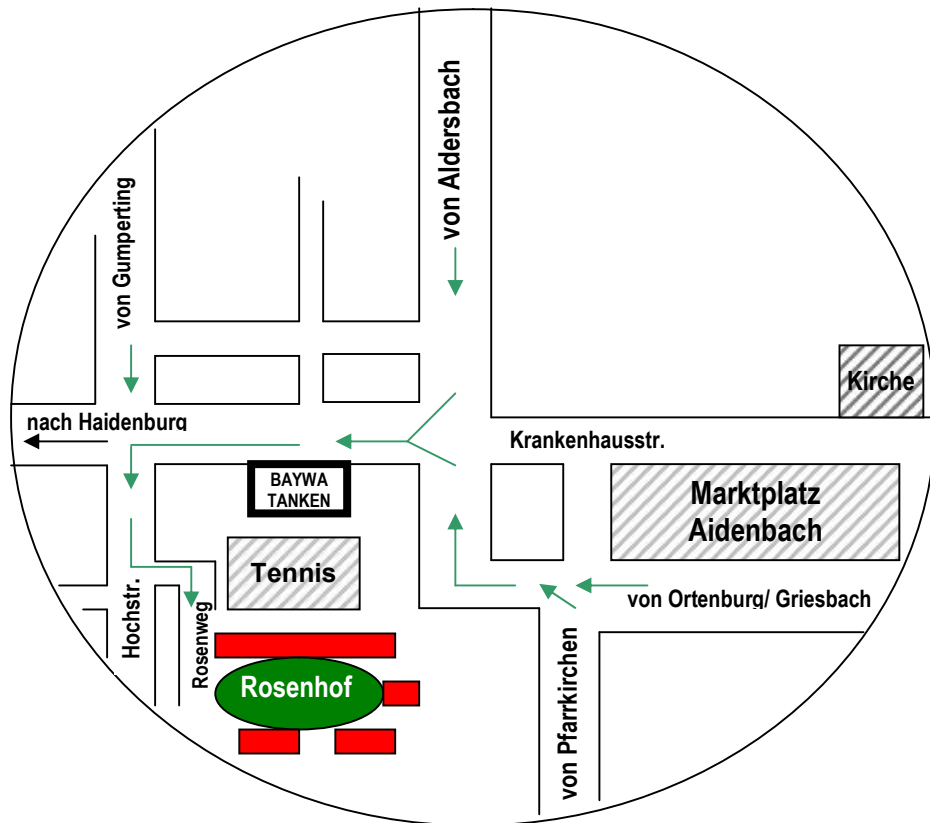 von Aldersbach
von Gumperting
Kirche
nach Haidenburg
Krankenhausstr.
BAYWA
TANKEN
Marktplatz
Aidenbach
Tennis
von Ortenburg/ Griesbach
Hochstr.
Rosenweg
Rosenhof
von Pfarrkirchen